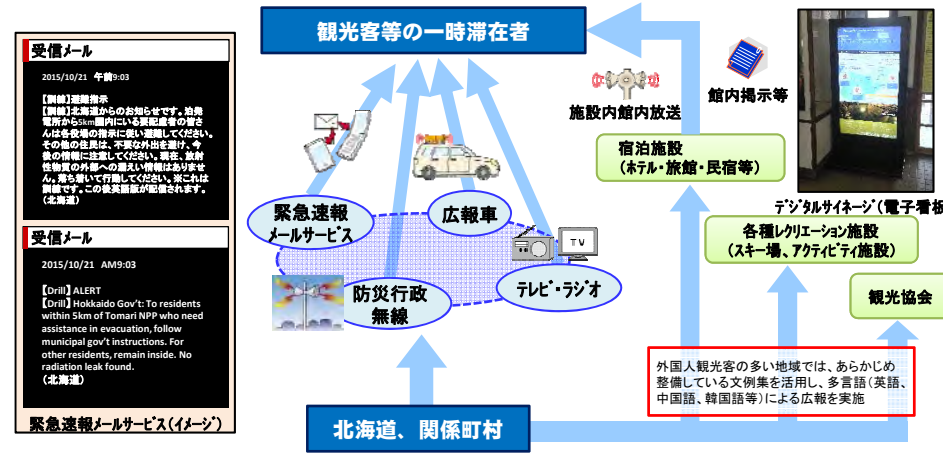 観光客等の一時滞在者
受信メール
2015/10/21 午前9:03
【訓練】避難指示
【訓練】北海道からのお知らせです。泊発
電所から5km圏内にいる要配慮者の皆さ
んは各役場の指示に従い避難してください。
その他の住民は、不要な外出を避け、今
後の情報に注意してください。現在、放射
性物質の外部への漏えい情報はありませ
ん。落ち着いて行動してください。※これは
訓練です。この後英語版が配信されます。
(北海道)
受信メール
2015/10/21 AM9:03
【Drill】ALERT
【Drill】Hokkaido Gov't: To residents
within 5km of Tomari NPP who need
assistance in evacuation, follow
municipal gov't instructions. For
other residents, remain inside. No
radiation leak found.
(北海道)
緊急速報メールサービス(イメージ)
緊急速報
メールサービス
広報車
防災行政
無線
TV
テレビ・ラジオ
施設内館内放送
館内掲示等
宿泊施設
(ホテル・旅館・民宿等)
デジタルサイネージ(電子看板
各種レクリエーション施設
(スキー場、アクティビティ施設)
観光協会
外国人観光客の多い地域では、あらかじめ
整備している文例集を活用し、多言語(英語、
中国語、韓国語等)による広報を実施
北海道、関係町村